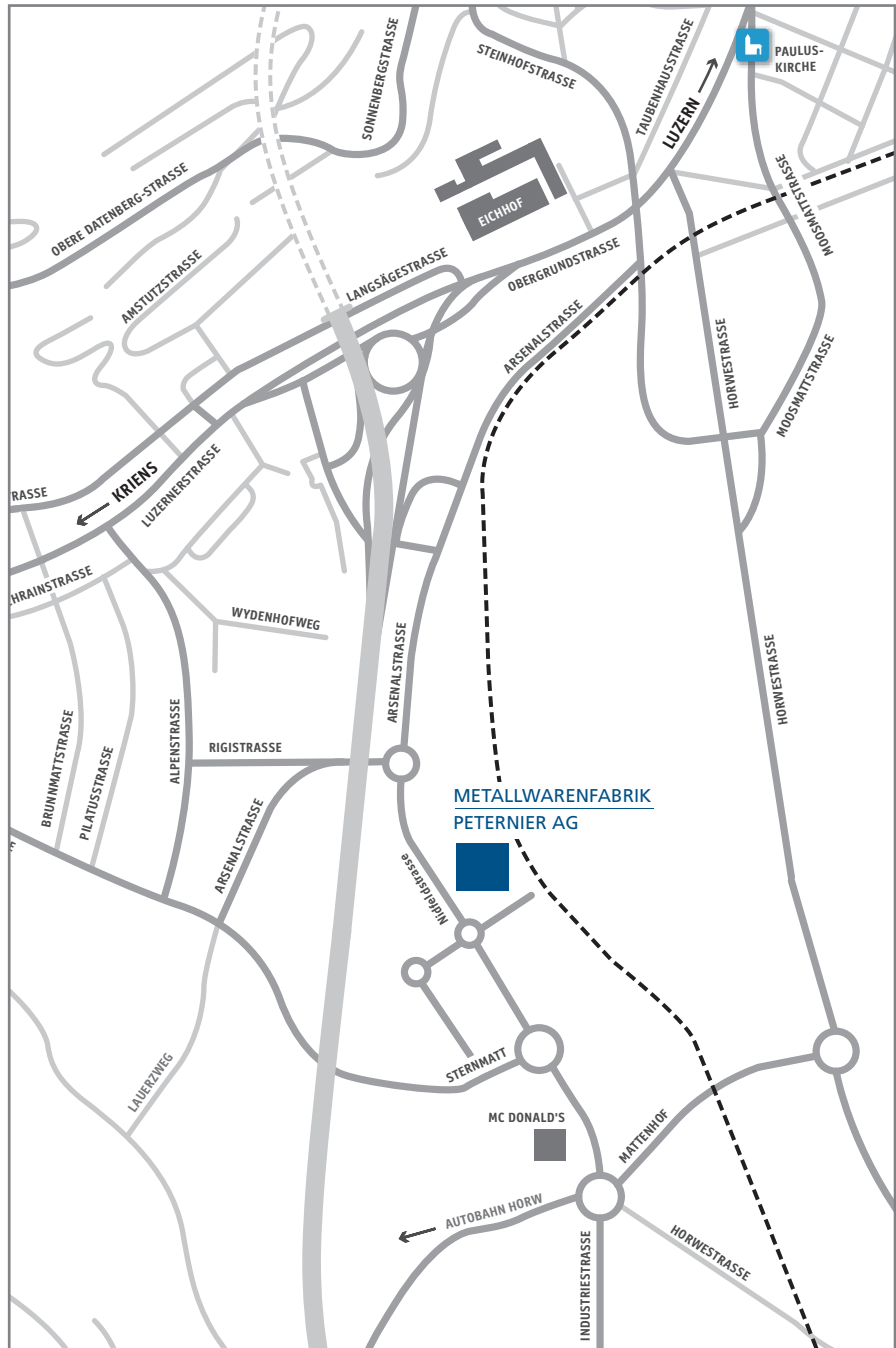 SONNENBERGSTRASSE
STEINHOFSTRASSE
TAUBENHAUSSTRASSE
LUZERN
PAULUS-
KIRCHE
OBERE DATENBERG-STRASSE
EICHHOF
MOOSMATTSTRASSE
AMSTUTZSTRASSE
LANGSÄGESTRASSE
OBERGRUNDSTRASSE
ARSENALSTRASSE
HORWESTRASSE
MOOSMATTSTRASSE
TRASSE
KRIENS
LUZERNERSTRASSE
EHRAINSTRASSE
WYDENHOFWEG
ARSENALSTRASSE
HORWESTRASSE
BRUNNMATTSTRASSE
PILATUSSTRASSE
ALPENSTRASSE
RIGISTRASSE
ARSENALSTRASSE
METALLWARENFABRIK
PETERNIER AG
Nidfeldstrasse
LAUERZWEG
STERNMATT
MC DONALD'S
MATTENHOF
AUTOBAHN HORW
INDUSTRIESTRASSE
HORWESTRASSE